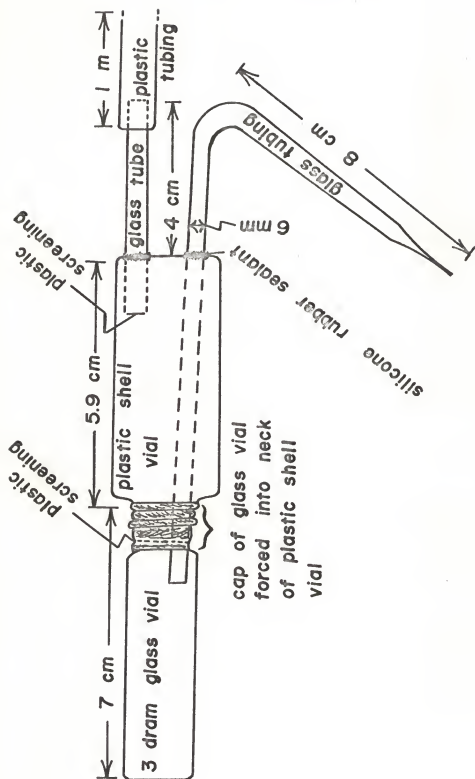 1 m
plastic
tubing
glass tube
4 cm
plastic
screening
6 mm
glass tubing
8 cm
silicone rubber sealant
5.9 cm
plastic shell
vial
plastic
screening
cap of glass vial
forced into neck
of plastic shell
vial
7 cm
3 dram glass vial